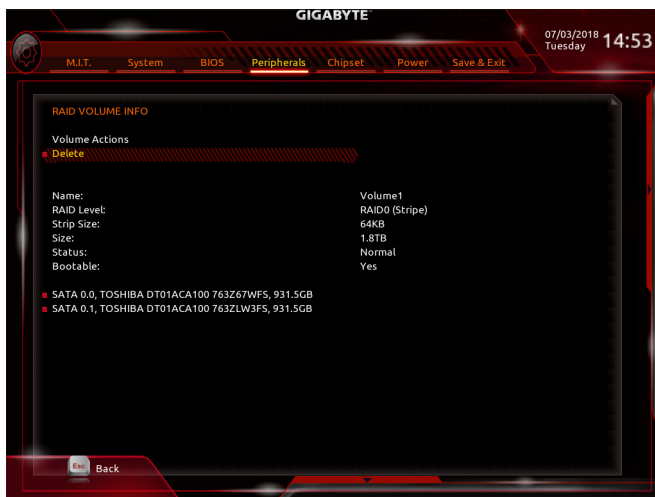 GIGABYTE™
07/03/2018
Tuesday
14:53
M.I.T. System BIOS Peripherals Chipset Power Save & Exit
RAID VOLUME INFO
Volume Actions
Delete
Name: Volume1
RAID Level: RAID0 (Stripe)
Strip Size: 64KB
Size: 1.8TB
Status: Normal
Bootable: Yes
SATA 0.0, TOSHIBA DT01ACA100 763Z67WFS, 931.5GB
SATA 0.1, TOSHIBA DT01ACA100 763ZLW3FS, 931.5GB
Esc Back